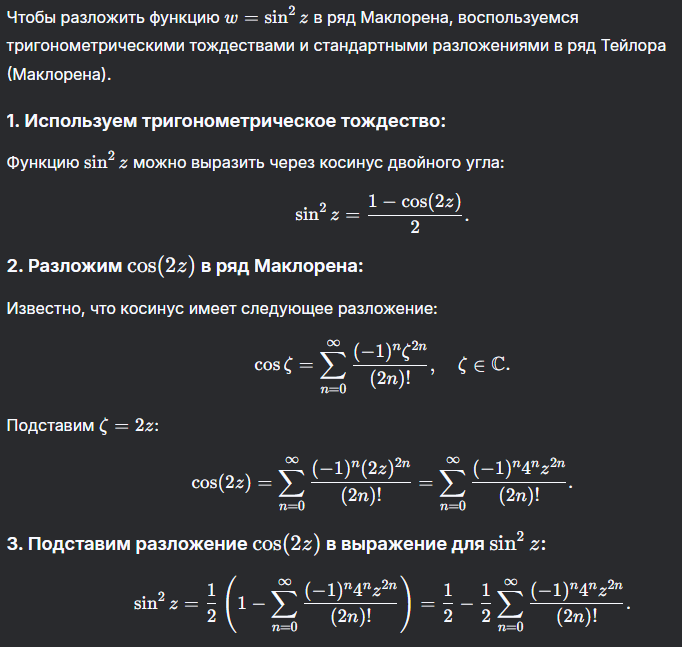 Чтобы разложить функцию $w = \sin^2 z$ в ряд Маклорена, воспользуемся
тригонометрическими тождествами и стандартными разложениями в ряд Тейлора
(Маклорена).
1. Используем тригонометрическое тождество:
Функцию $\sin^2 z$ можно выразить через косинус двойного угла:
$\sin^2 z = \frac{1 - \cos(2z)}{2}.$
2. Разложим $\cos(2z)$ в ряд Маклорена:
Известно, что косинус имеет следующее разложение:
$\cos \zeta = \sum_{n=0}^{\infty} \frac{(-1)^n \zeta^{2n}}{(2n)!}, \quad \zeta \in \mathbb{C}.$
Подставим $\zeta = 2z$:
$\cos(2z) = \sum_{n=0}^{\infty} \frac{(-1)^n (2z)^{2n}}{(2n)!} = \sum_{n=0}^{\infty} \frac{(-1)^n 4^n z^{2n}}{(2n)!}.$
3. Подставим разложение $\cos(2z)$ в выражение для $\sin^2 z$:
$\sin^2 z = \frac{1}{2} \left( 1 - \sum_{n=0}^{\infty} \frac{(-1)^n 4^n z^{2n}}{(2n)!} \right) = \frac{1}{2} - \frac{1}{2} \sum_{n=0}^{\infty} \frac{(-1)^n 4^n z^{2n}}{(2n)!}.$